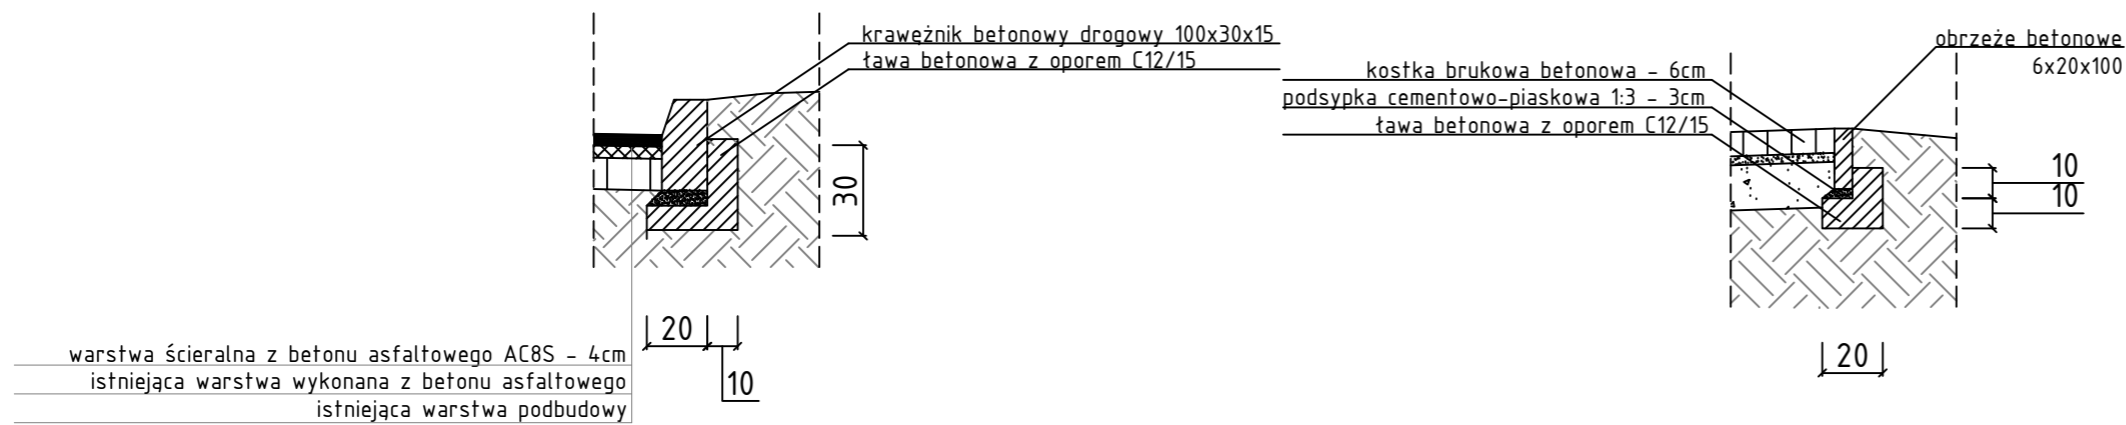 krawężnik betonowy drogowy 100x30x15
ława betonowa z oporem C12/15
30
20
10
warstwa ścieralna z betonu asfaltowego AC8S - 4cm
istniejąca warstwa wykonana z betonu asfaltowego
istniejąca warstwa podbudowy
obrzeże betonowe
6x20x100
kostka brukowa betonowa - 6cm
podsypka cementowo-piaskowa 1:3 - 3cm
ława betonowa z oporem C12/15
10
10
20